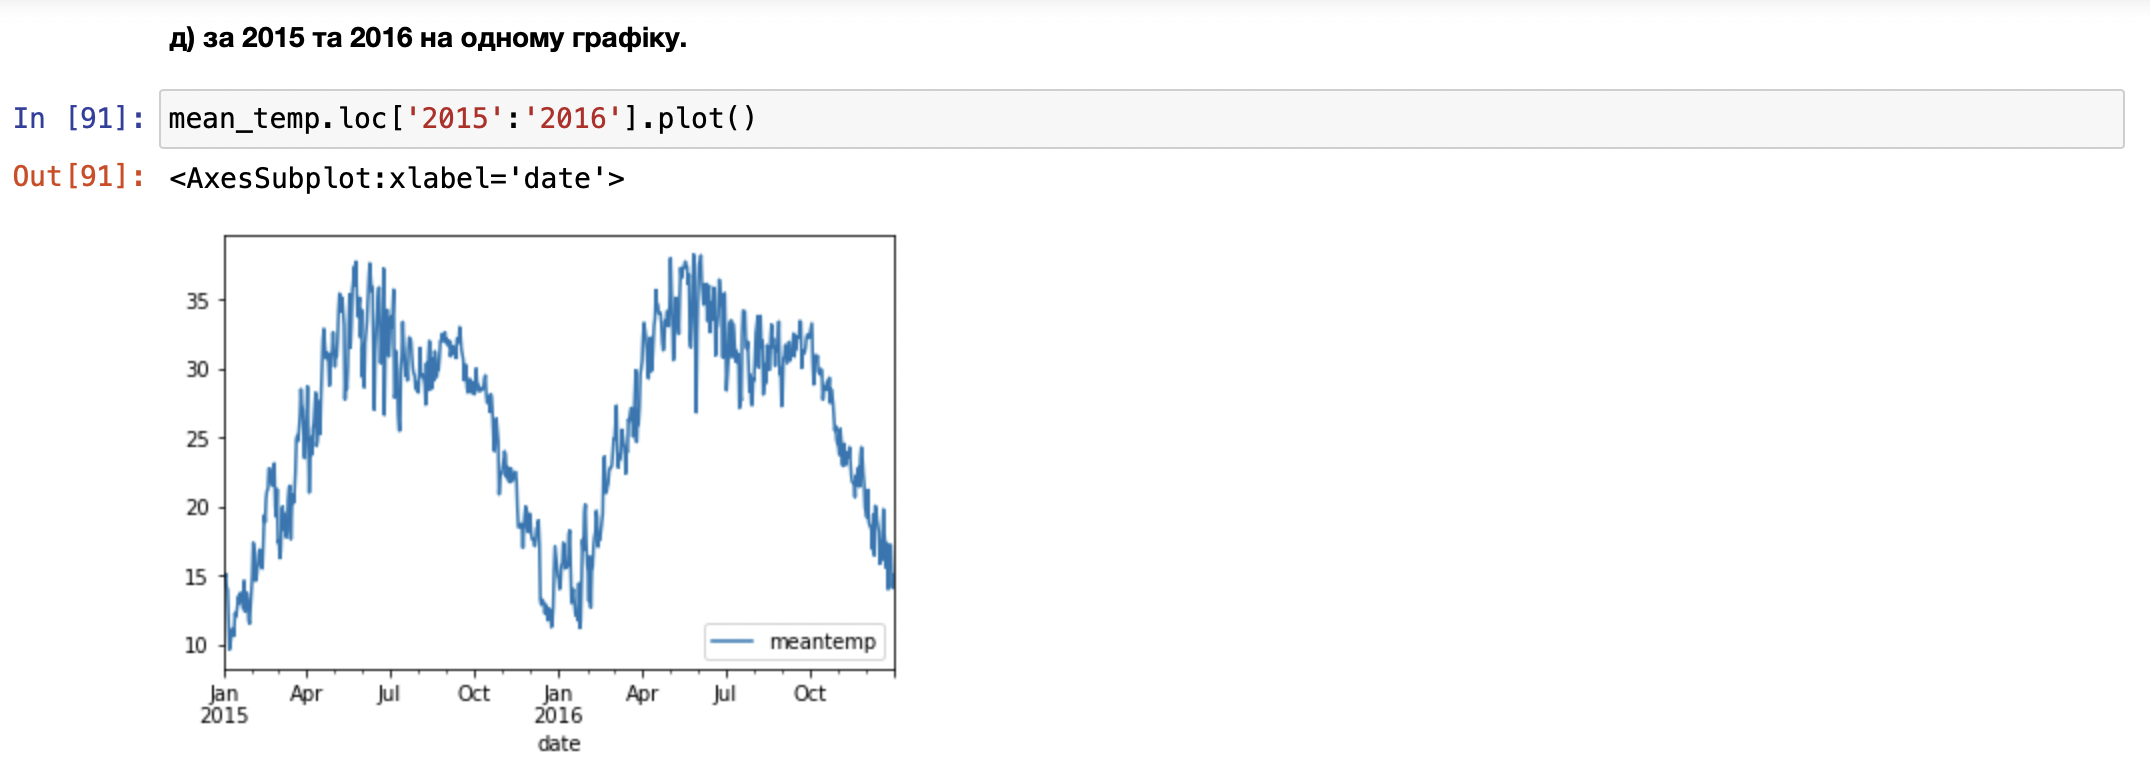 д) за 2015 та 2016 на одному графіку.
In [91]: mean_temp.loc['2015':'2016'].plot()
Out[91]: <AxesSubplot:xlabel='date'>
35
30
25
20
15
10
meantemp
Jan Apr Jul Oct Jan Apr Jul Oct
2015 2016
date